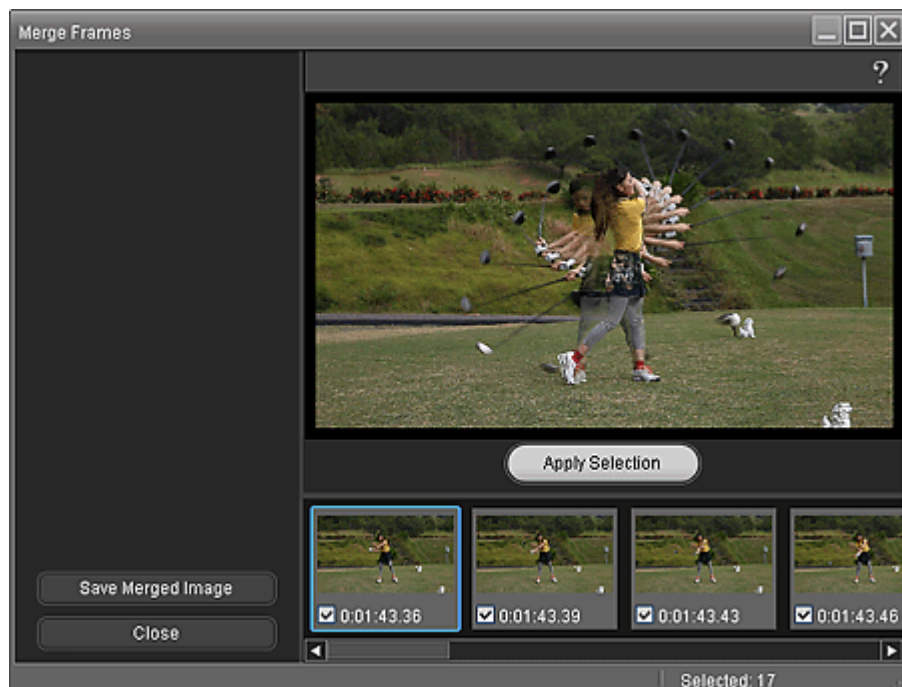 Merge Frames
?
Apply Selection
Save Merged Image
Close
0:01:43.36
0:01:43.39
0:01:43.43
0:01:43.46
Selected: 17